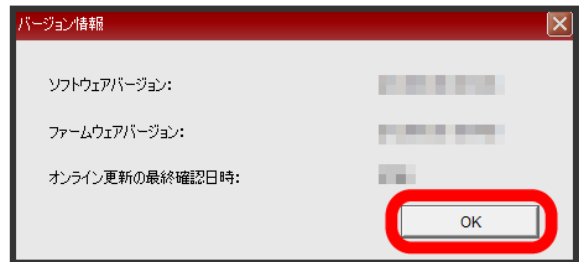 バージョン情報
ソフトウェアバージョン:
ファームウェアバージョン:
オンライン更新の最終確認日時:
OK